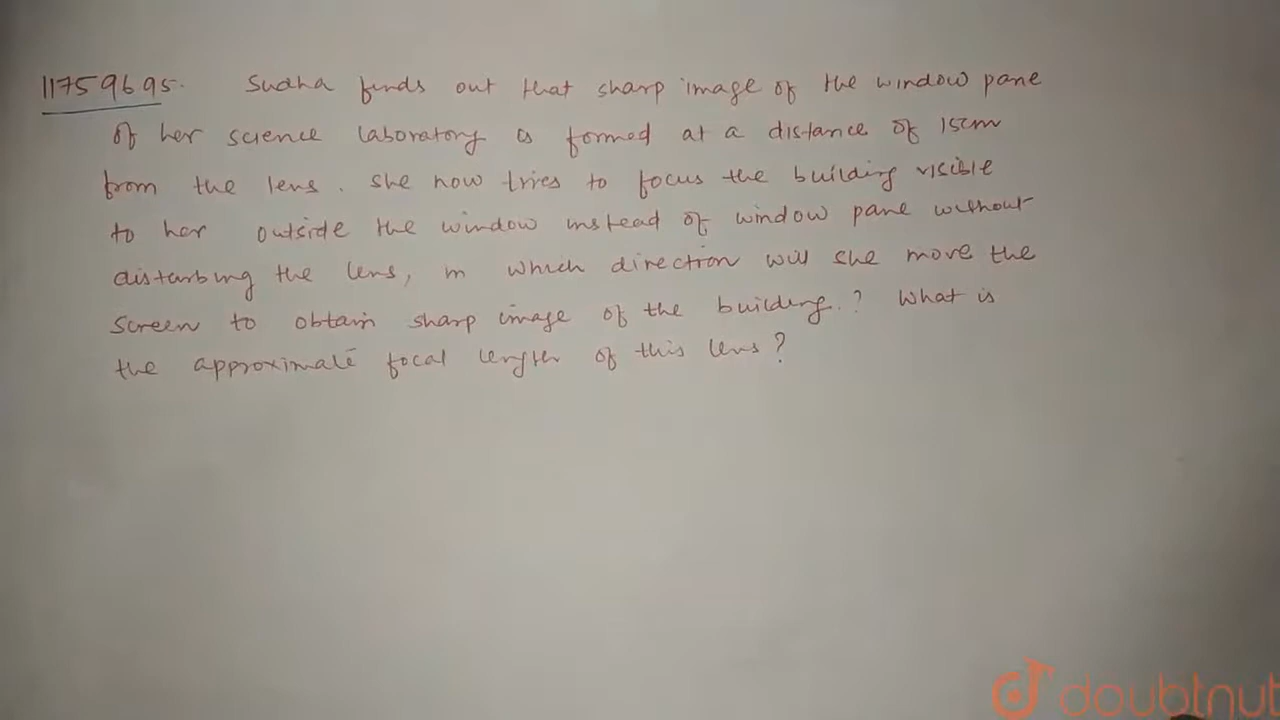 11759695. Sudha finds out that sharp image of the window pane
of her science laboratory is formed at a distance of 15cm
from the lens. She now tries to focus the building visible
to her outside the window instead of window pane without
disturbing the lens, in which direction will she move the
screen to obtain sharp image of the building.? What is
the approximate focal length of this lens?
doubtnut